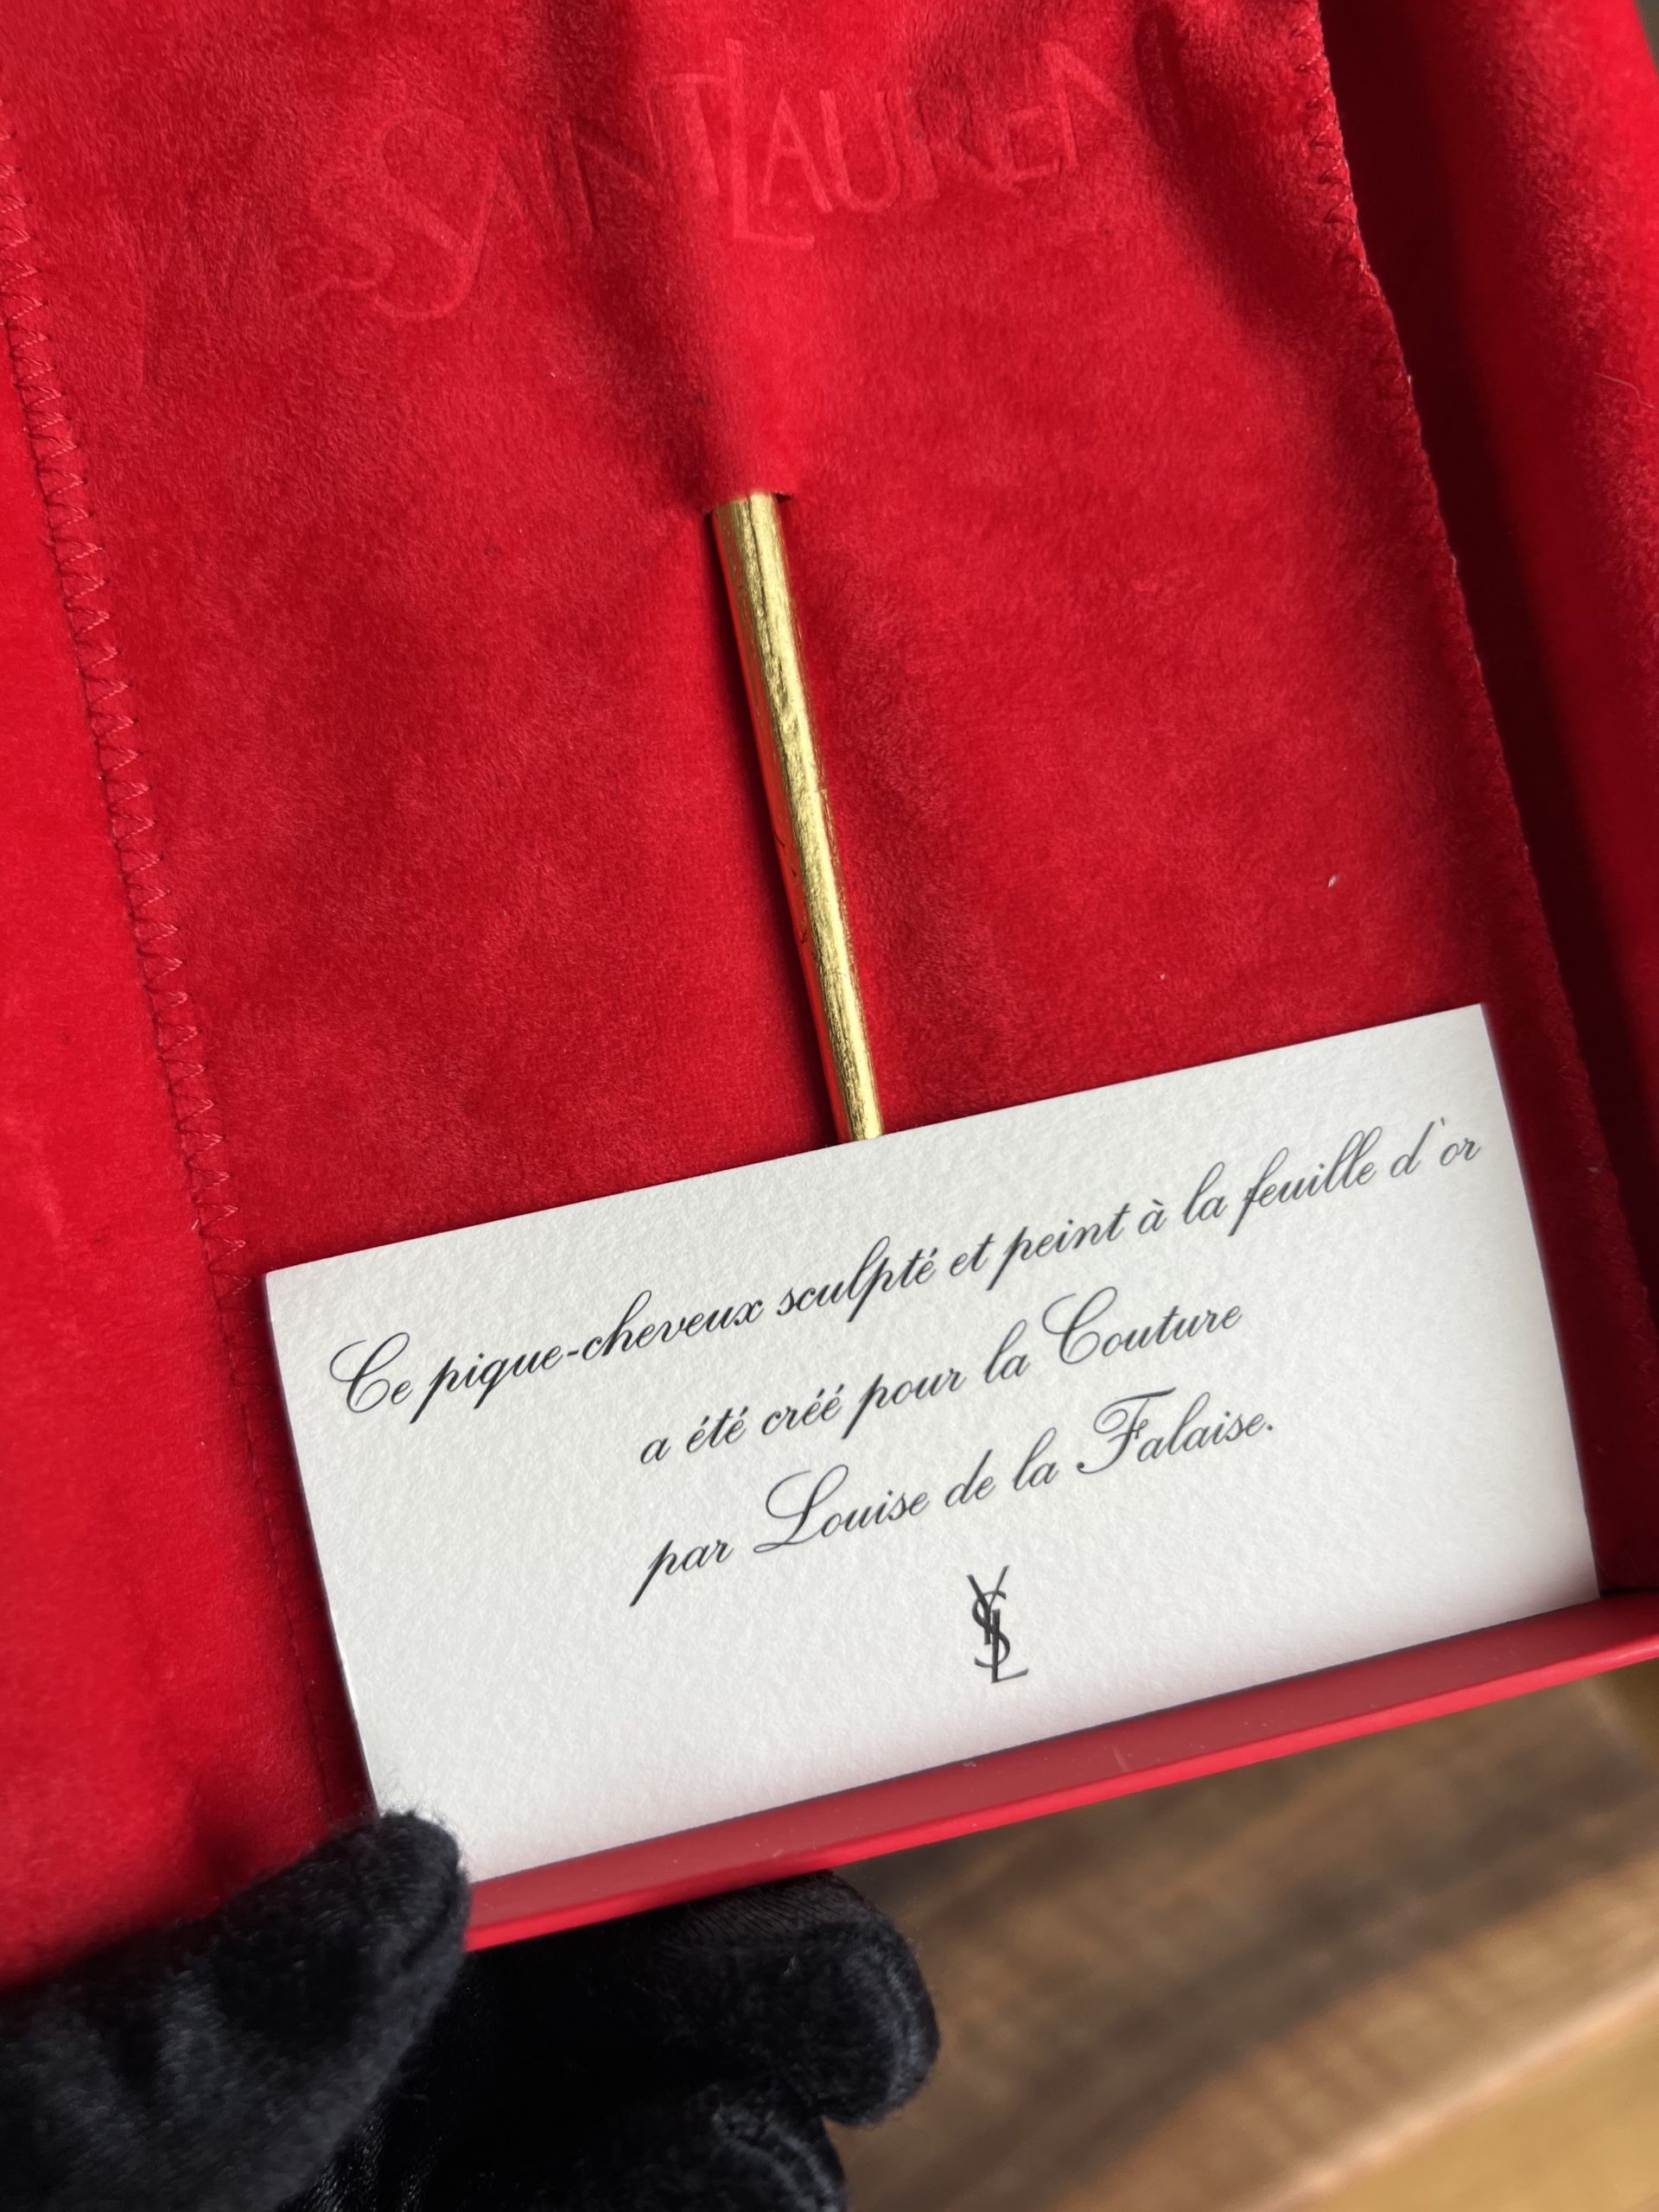 SAINT LAURENT
Ce pique-cheveux sculpté et peint à la feuille d'or
a été créé pour la Couture
par Louise de la Falaise.
YSL